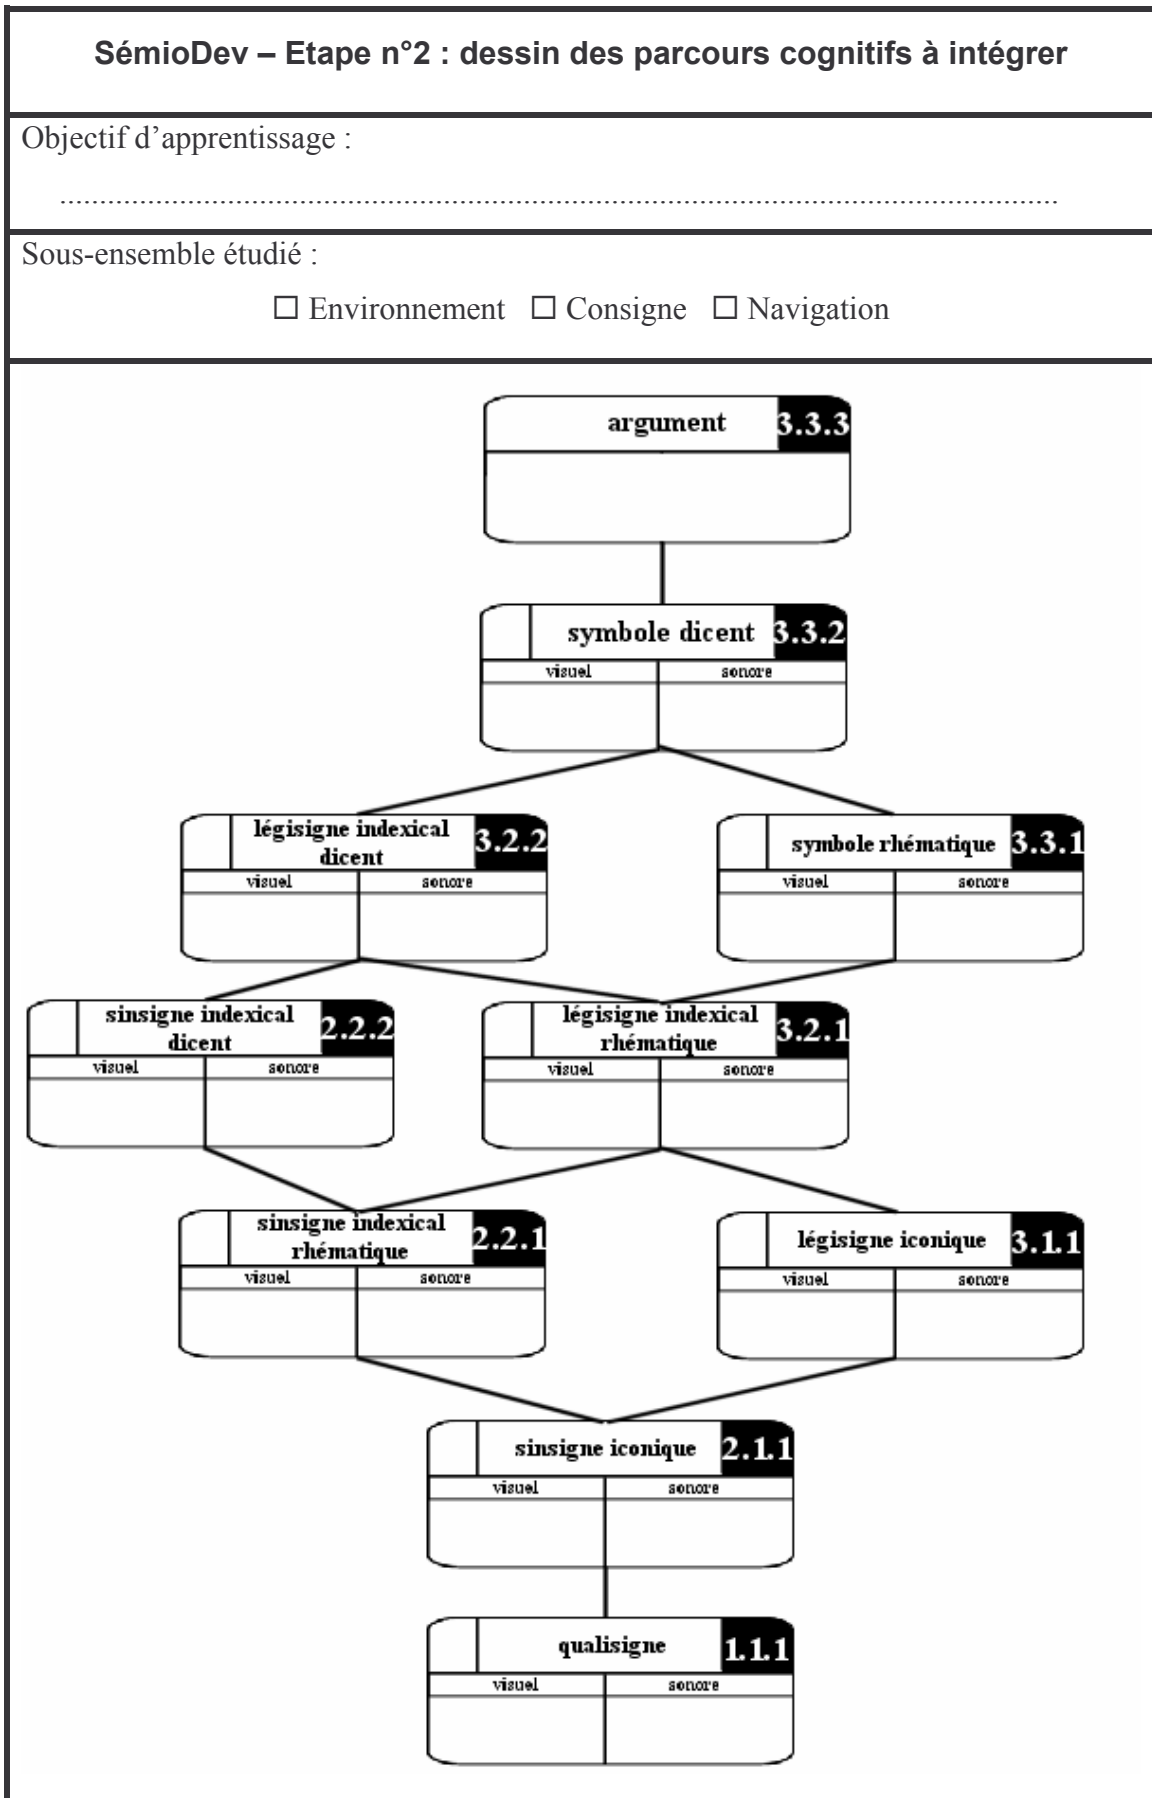 SémioDev – Etape n°2 : dessin des parcours cognitifs à intégrer
Objectif d’apprentissage :
.............................................................................................................................
Sous-ensemble étudié :
☐ Environnement ☐ Consigne ☐ Navigation
argument 3.3.3
symbole dicent 3.3.2
visuel sonore
légisigne indexical
dicent
3.2.2
visuel sonore
symbole rhématique 3.3.1
visuel sonore
sinsigne indexical
dicent
2.2.2
visuel sonore
légisigne indexical
rhématique
3.2.1
visuel sonore
sinsigne indexical
rhématique
2.2.1
visuel sonore
légisigne iconique 3.1.1
visuel sonore
sinsigne iconique 2.1.1
visuel sonore
qualisigne 1.1.1
visuel sonore